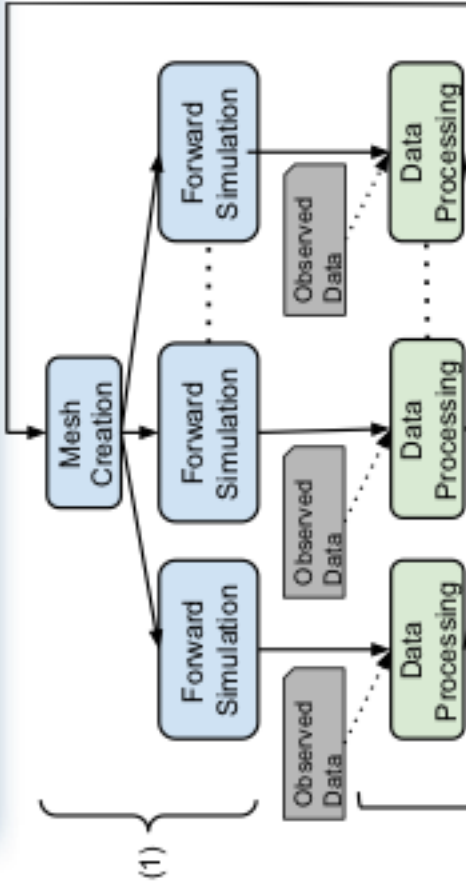 Mesh
Creation
(1)
Forward
Simulation
Forward
Simulation
Forward
Simulation
Observed
Data
Observed
Data
Observed
Data
Data
Processing
Data
Processing
Data
Processing